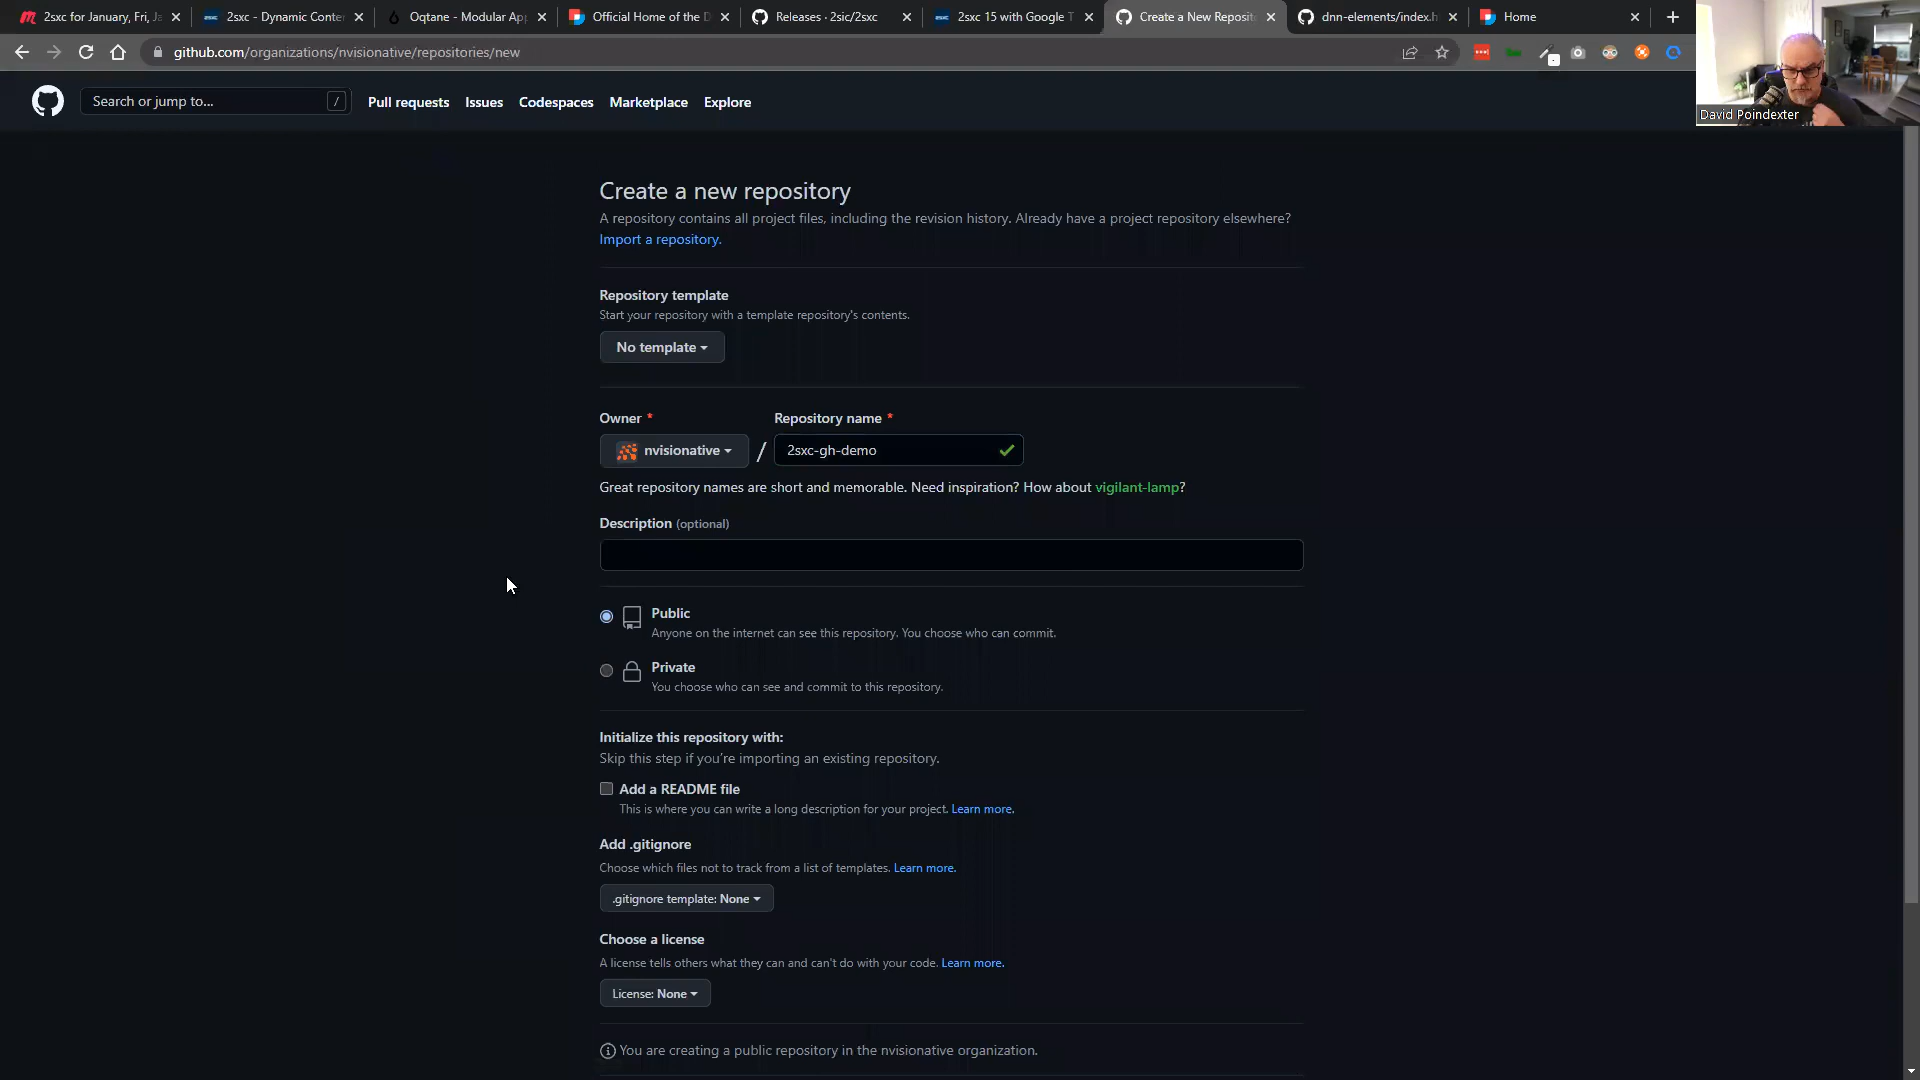 2sxc for January, Fri, Ja
2sxc - Dynamic Conte
Oqtane - Modular App
Official Home of the D
Releases · 2sic/2sxc
2sxc 15 with Google T
Create a New Reposit
dnn-elements/index.h
Home
github.com/organizations/nvisionative/repositories/new
Search or jump to...
/
Pull requests
Issues
Codespaces
Marketplace
Explore
David Poindexter
Create a new repository
A repository contains all project files, including the revision history. Already have a project repository elsewhere?
Import a repository.
Repository template
Start your repository with a template repository's contents.
No template
Owner *
Repository name *
nvisionative
/
2sxc-gh-demo
Great repository names are short and memorable. Need inspiration? How about vigilant-lamp?
Description (optional)
Public
Anyone on the internet can see this repository. You choose who can commit.
Private
You choose who can see and commit to this repository.
Initialize this repository with:
Skip this step if you're importing an existing repository.
Add a README file
This is where you can write a long description for your project. Learn more.
Add .gitignore
Choose which files not to track from a list of templates. Learn more.
.gitignore template: None
Choose a license
A license tells others what they can and can't do with your code. Learn more.
License: None
You are creating a public repository in the nvisionative organization.